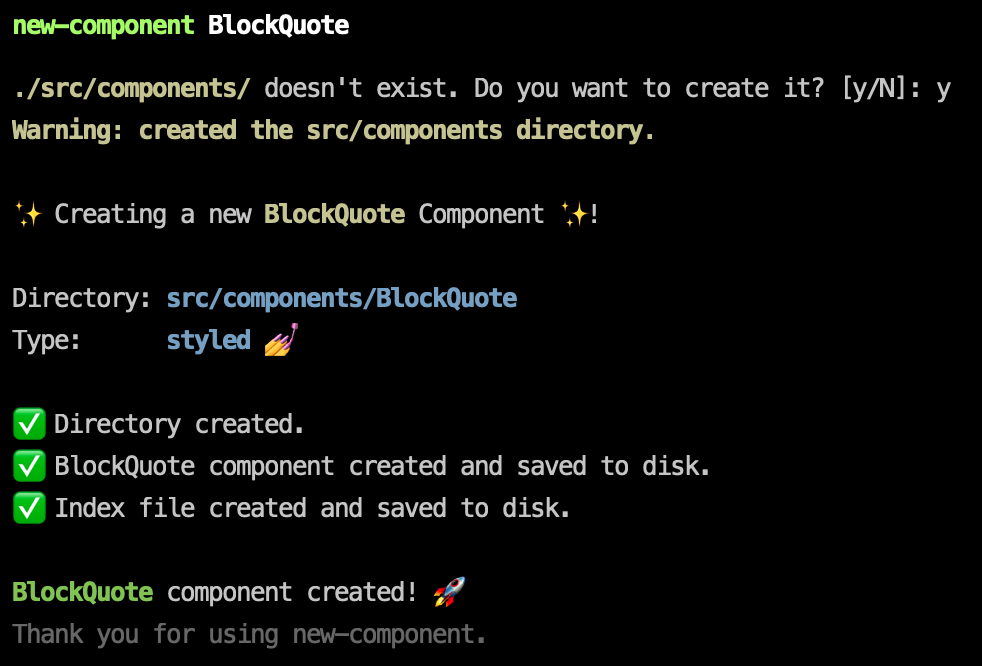 new-component BlockQuote
./src/components/ doesn't exist. Do you want to create it? [y/N]: y
Warning: created the src/components directory.
✨ Creating a new BlockQuote Component ✨!
Directory: src/components/BlockQuote
Type: styled 💅
✅ Directory created.
✅ BlockQuote component created and saved to disk.
✅ Index file created and saved to disk.
BlockQuote component created! 🚀
Thank you for using new-component.